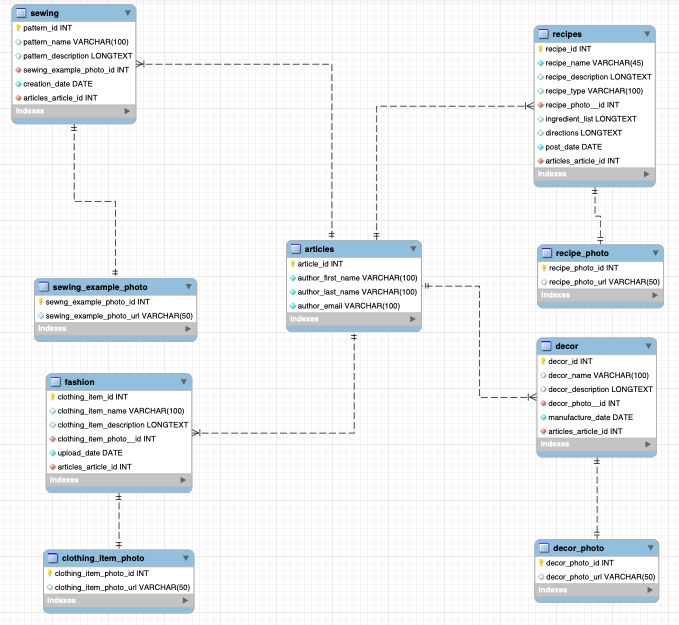 sewing
pattern_id INT
pattern_name VARCHAR(100)
pattern_description LONGTEXT
sewing_example_photo_id INT
creation_date DATE
articles_article_id INT
Indexes
recipes
recipe_id INT
recipe_name VARCHAR(45)
recipe_description LONGTEXT
recipe_type VARCHAR(100)
recipe_photo__id INT
ingredient_list LONGTEXT
directions LONGTEXT
post_date DATE
articles_article_id INT
Indexes
articles
article_id INT
author_first_name VARCHAR(100)
author_last_name VARCHAR(100)
author_email VARCHAR(100)
Indexes
recipe_photo
recipe_photo_id INT
recipe_photo_url VARCHAR(50)
Indexes
sewing_example_photo
sewng_example_photo_id INT
sewing_example_photo_url VARCHAR(50)
Indexes
decor
decor_id INT
decor_name VARCHAR(100)
decor_description LONGTEXT
decor_photo__id INT
manufacture_date DATE
articles_article_id INT
Indexes
fashion
clothing_item_id INT
clothing_item_name VARCHAR(100)
clothing_item_description LONGTEXT
clothing_item_photo__id INT
upload_date DATE
articles_article_id INT
Indexes
clothing_item_photo
clothing_item_photo_id INT
clothing_item_photo_url VARCHAR(50)
Indexes
decor_photo
decor_photo_id INT
decor_photo_url VARCHAR(50)
Indexes